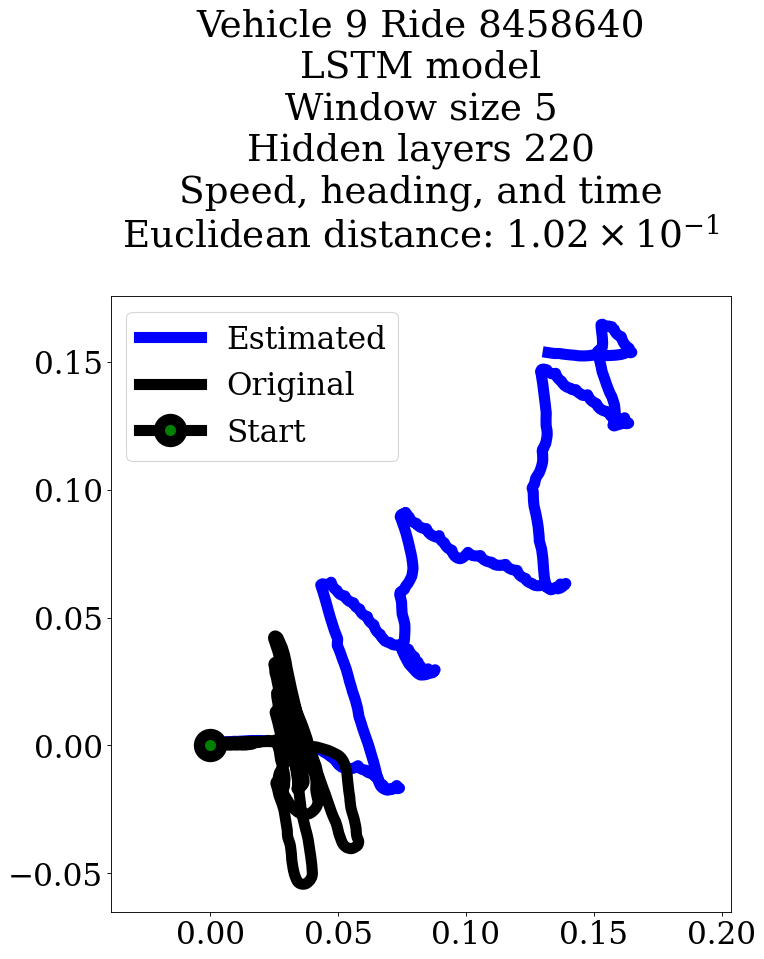 Vehicle 9 Ride 8458640
LSTM model
Window size 5
Hidden layers 220
Speed, heading, and time
Euclidean distance: 1.02 × 10⁻¹
Estimated
Original
Start
0.15
0.10
0.05
0.00
−0.05
0.00 0.05 0.10 0.15 0.20